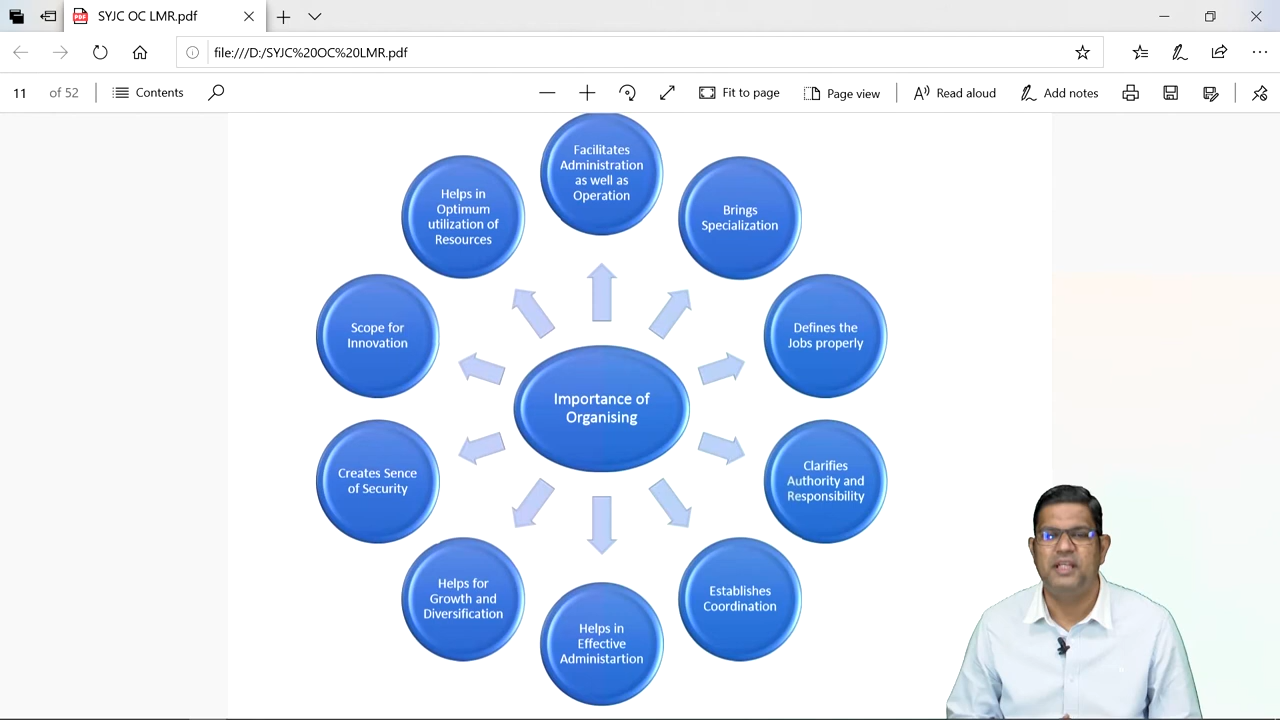 SYJC OC LMR.pdf
file:///D:/SYJC%20OC%20LMR.pdf
11 of 52
Contents
Fit to page
Page view
Read aloud
Add notes
Facilitates
Administration
as well as
Operation
Brings
Specialization
Defines the
Jobs properly
Clarifies
Authority and
Responsibility
Establishes
Coordination
Helps in
Effective
Administartion
Helps for
Growth and
Diversification
Creates Sence
of Security
Scope for
Innovation
Helps in
Optimum
utilization of
Resources
Importance of
Organising